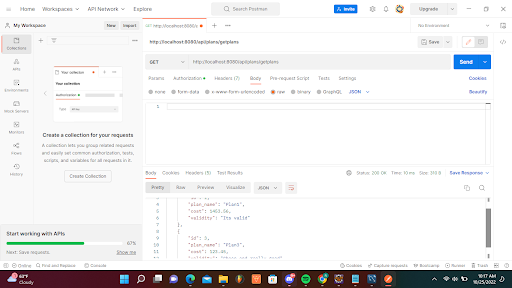 Home Workspaces API Network Explore
Search Postman
Invite
Upgrade
My Workspace
New Import
GET http://localhost:8080/a
No Environment
http://localhost:8080/api/plans/getplans
Save
GET http://localhost:8080/api/plans/getplans
Send
Params Authorization Headers (7) Body Pre-request Script Tests Settings
Cookies
none form-data x-www-form-urlencoded raw binary GraphQL JSON
Beautify
1
Collections
APIs
Environments
Mock Servers
Monitors
Flows
History
Your collection
Your collection
Authorization
Type
Create a collection for your requests
A collection lets you group related requests
and easily set common authorization, tests,
scripts, and variables for all requests in it.
Create Collection
Start working with APIs
67%
Next: Save requests.
Show me
Body Cookies Headers (5) Test Results
Status: 200 OK Time: 10 ms Size: 310 B Save Response
Pretty Raw Preview Visualize JSON
4 "plan_name": "Plan1",
5 "cost": 1453.56,
6 "validity": "Its valid"
7 },
8 {
9 "id": 3,
10 "plan_name": "Plan3",
11 "cost": 123.45,
Online Find and Replace Console
Cookies Capture requests Bootcamp Runner Trash
63°F
Cloudy
10:17 AM
10/25/2022